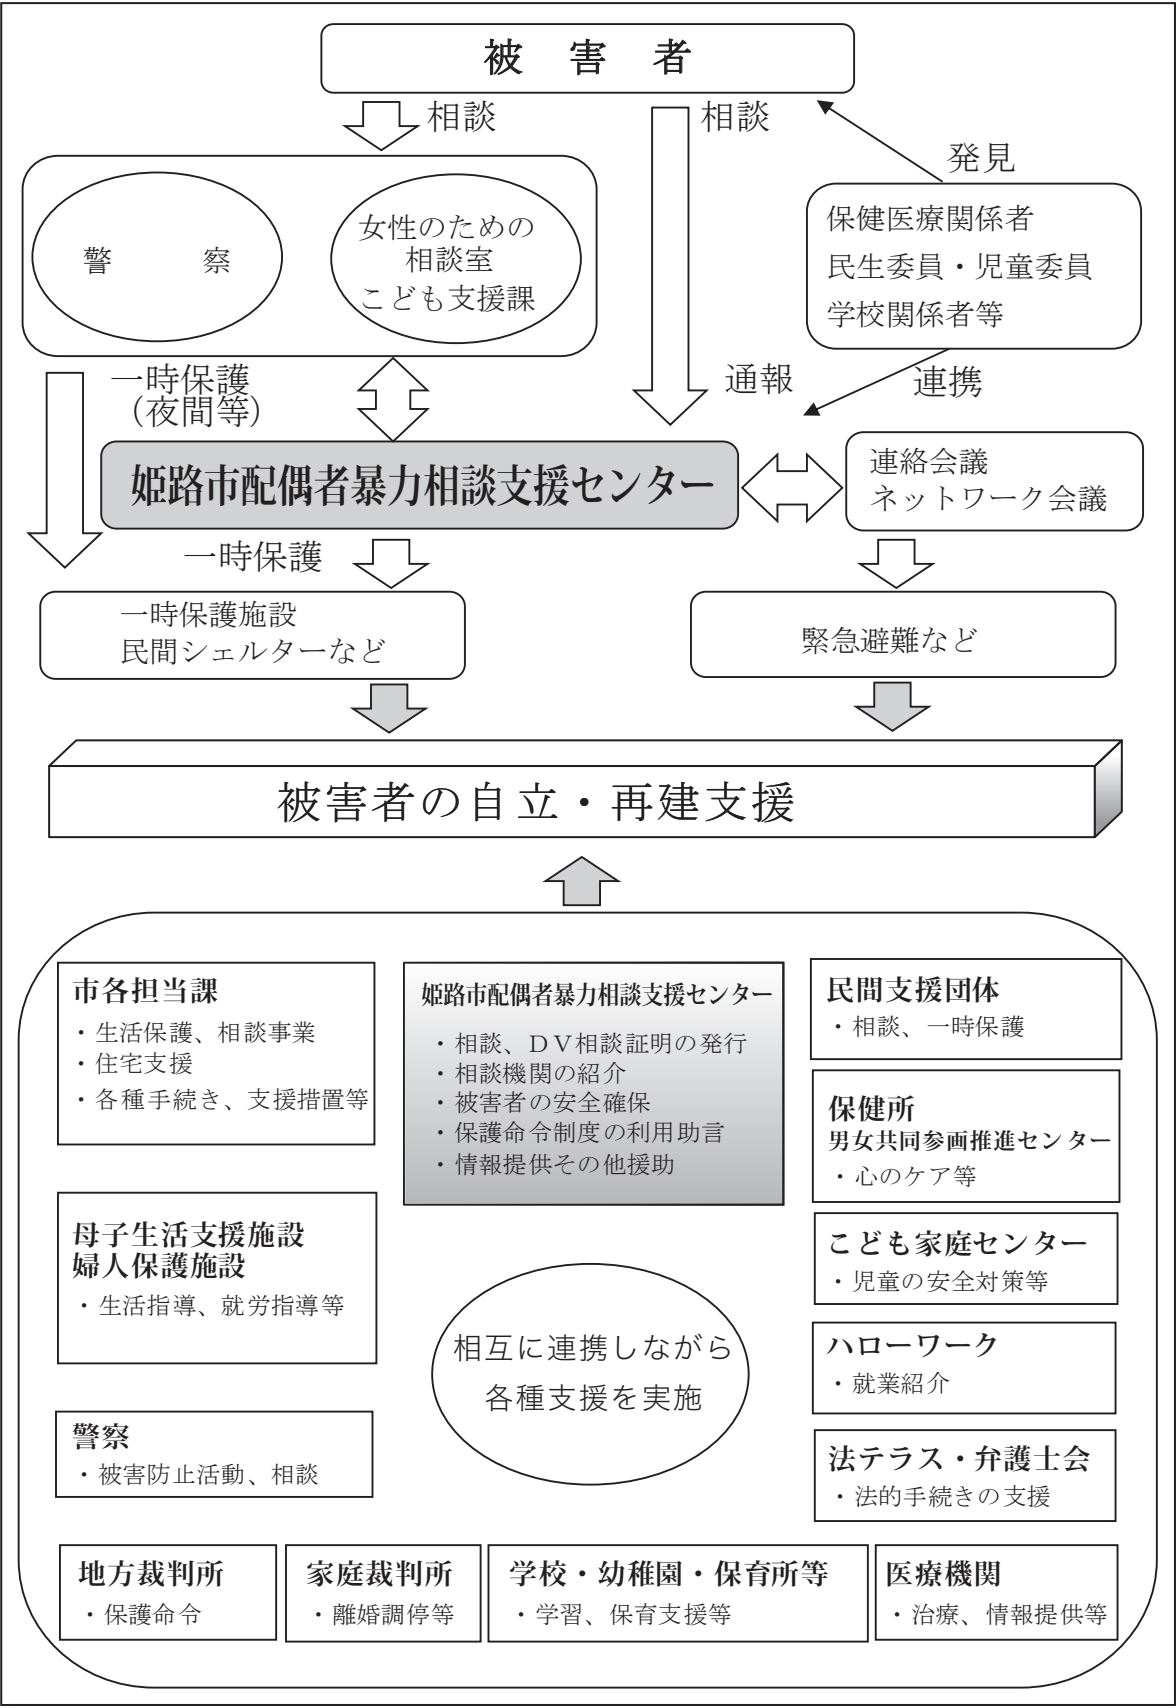 被　害　者
相談
相談
発見
警　察
女性のための
相談室
こども支援課
保健医療関係者
民生委員・児童委員
学校関係者等
一時保護
（夜間等）
通報
連携
姫路市配偶者暴力相談支援センター
連絡会議
ネットワーク会議
一時保護
一時保護施設
民間シェルターなど
緊急避難など
被害者の自立・再建支援
市各担当課
・生活保護、相談事業
・住宅支援
・各種手続き、支援措置等
姫路市配偶者暴力相談支援センター
・相談、ＤＶ相談証明の発行
・相談機関の紹介
・被害者の安全確保
・保護命令制度の利用助言
・情報提供その他援助
民間支援団体
・相談、一時保護
保健所
男女共同参画推進センター
・心のケア等
母子生活支援施設
婦人保護施設
・生活指導、就労指導等
こども家庭センター
・児童の安全対策等
相互に連携しながら
各種支援を実施
ハローワーク
・就業紹介
警察
・被害防止活動、相談
法テラス・弁護士会
・法的手続きの支援
地方裁判所
・保護命令
家庭裁判所
・離婚調停等
学校・幼稚園・保育所等
・学習、保育支援等
医療機関
・治療、情報提供等